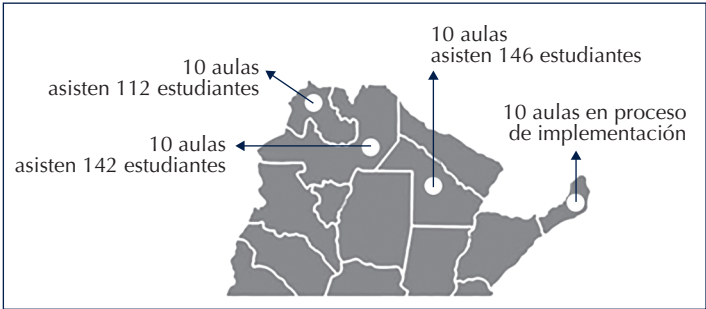 10 aulas
asisten 112 estudiantes
10 aulas
asisten 142 estudiantes
10 aulas
asisten 146 estudiantes
10 aulas en proceso
de implementación